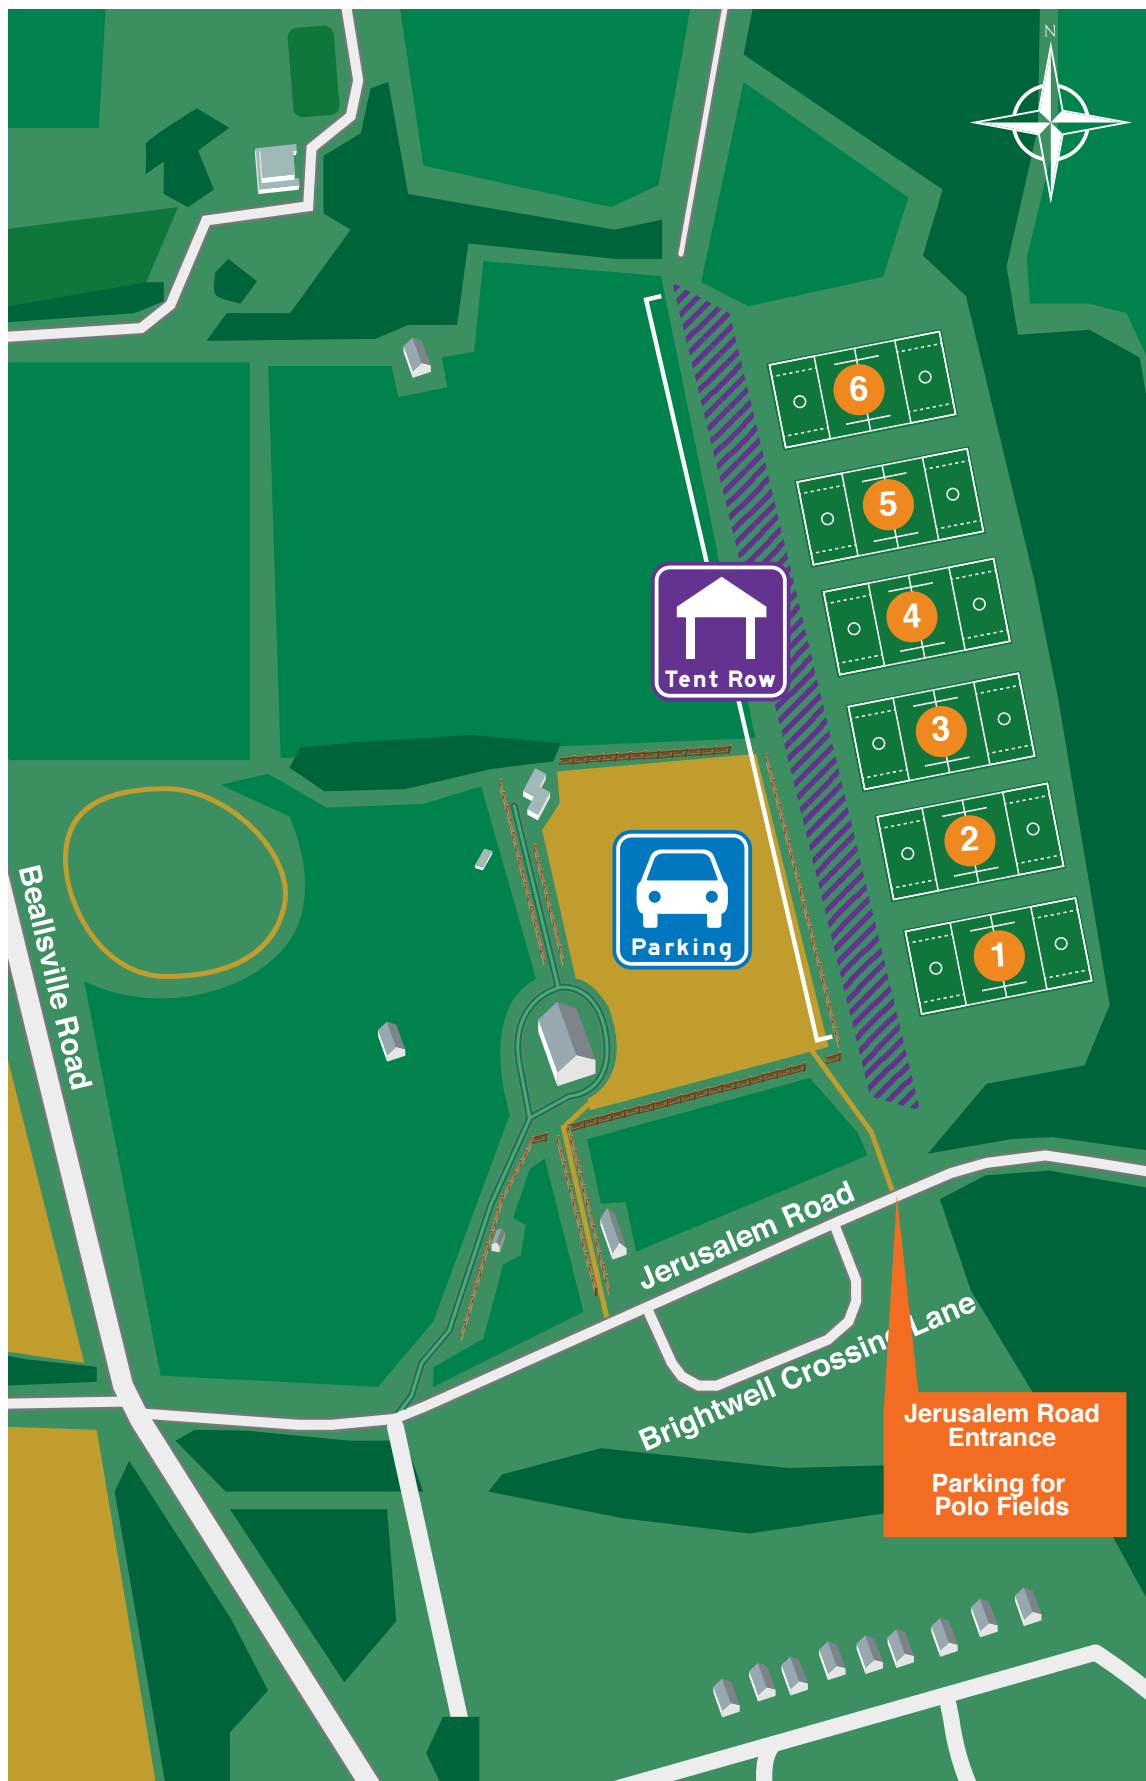 N
6
5
4
Tent Row
3
2
Parking
1
Beallsville Road
Jerusalem Road
Brightwell Crossing Lane
Jerusalem Road
Entrance
Parking for
Polo Fields